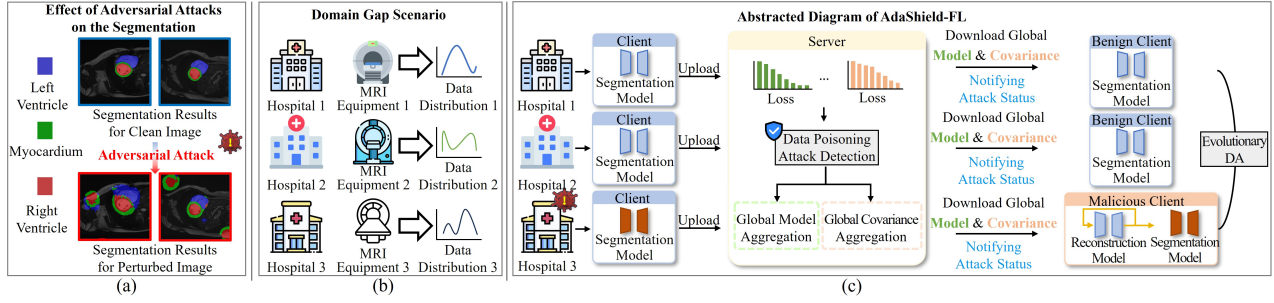 Effect of Adversarial Attacks
on the Segmentation
Left
Ventricle
Myocardium
Right
Ventricle
Segmentation Results
for Clean Image
Adversarial Attack
Segmentation Results
for Perturbed Image
(a)
Domain Gap Scenario
Hospital 1
MRI
Equipment 1
Data
Distribution 1
Hospital 2
MRI
Equipment 2
Data
Distribution 2
Hospital 3
MRI
Equipment 3
Data
Distribution 3
(b)
Abstracted Diagram of AdaShield-FL
Hospital 1
Client
Segmentation
Model
Upload
Hospital 2
Client
Segmentation
Model
Upload
Hospital 3
Client
Segmentation
Model
Upload
Server
Loss
...
Loss
Data Poisoning
Attack Detection
Global Model
Aggregation
Global Covariance
Aggregation
Download Global
Model & Covariance
Notifying
Attack Status
Download Global
Model & Covariance
Notifying
Attack Status
Download Global
Model & Covariance
Notifying
Attack Status
Benign Client
Segmentation
Model
Benign Client
Segmentation
Model
Malicious Client
Reconstruction
Model
Segmentation
Model
Evolutionary
DA
(c)